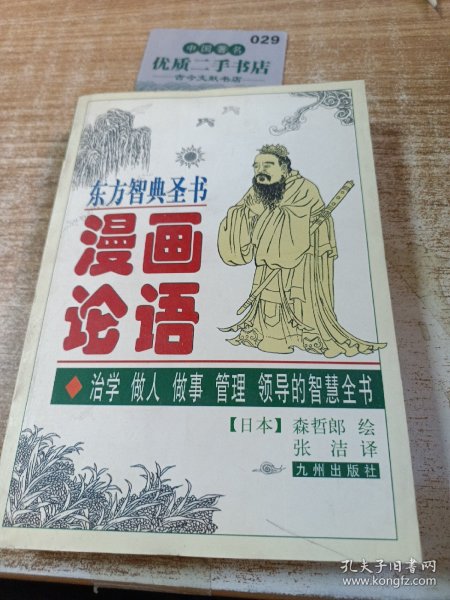 029
中国著名
优质二手书店
古今文献书店
东方智典圣书
漫画
论语
治学 做人 做事 管理 领导的智慧全书
【日本】森哲郎 绘
张 洁 译
九州出版社
孔夫子旧书网
www.kongfz.com